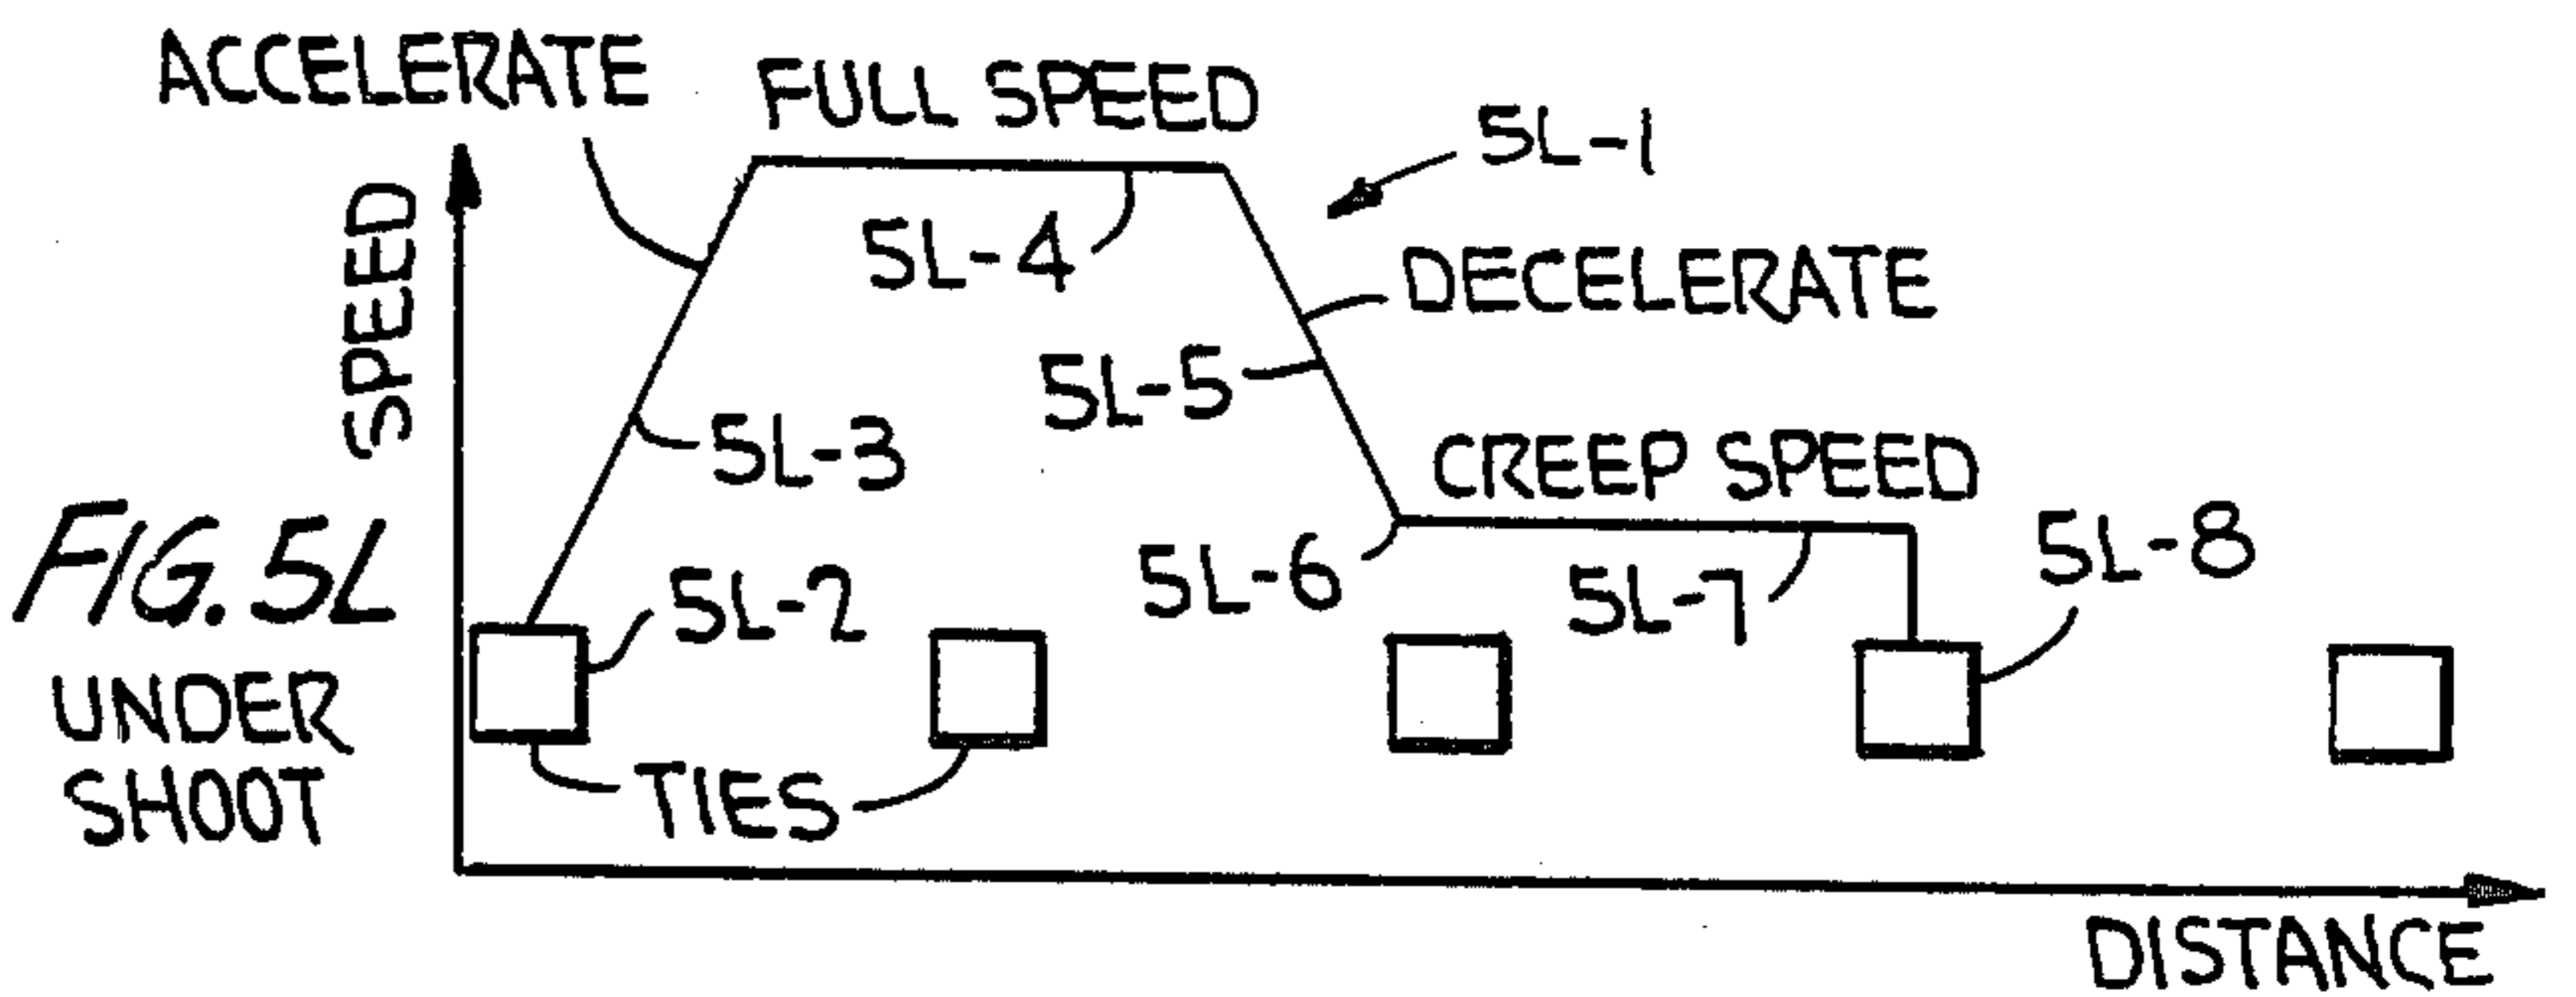 ACCELERATE
FULL SPEED
5L-1
SPEED
5L-4
DECELERATE
5L-5
5L-3
CREEP SPEED
FIG. 5L
UNDER
SHOOT
5L-2
5L-6
5L-7
5L-8
TIES
DISTANCE